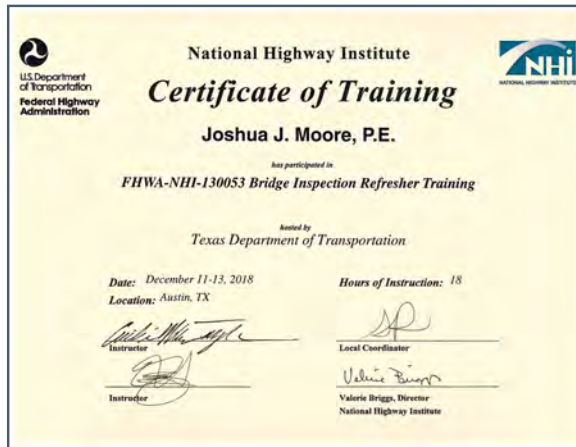 U.S. Department
of Transportation
Federal Highway
Administration
National Highway Institute
NHi
NATIONAL HIGHWAY INSTITUTE
Certificate of Training
Joshua J. Moore, P.E.
has participated in
FHWA-NHI-130053 Bridge Inspection Refresher Training
hosted by
Texas Department of Transportation
Date: December 11-13, 2018
Hours of Instruction: 18
Location: Austin, TX
Instructor
Local Coordinator
Valerie Briggs
Instructor
Valerie Briggs, Director
National Highway Institute